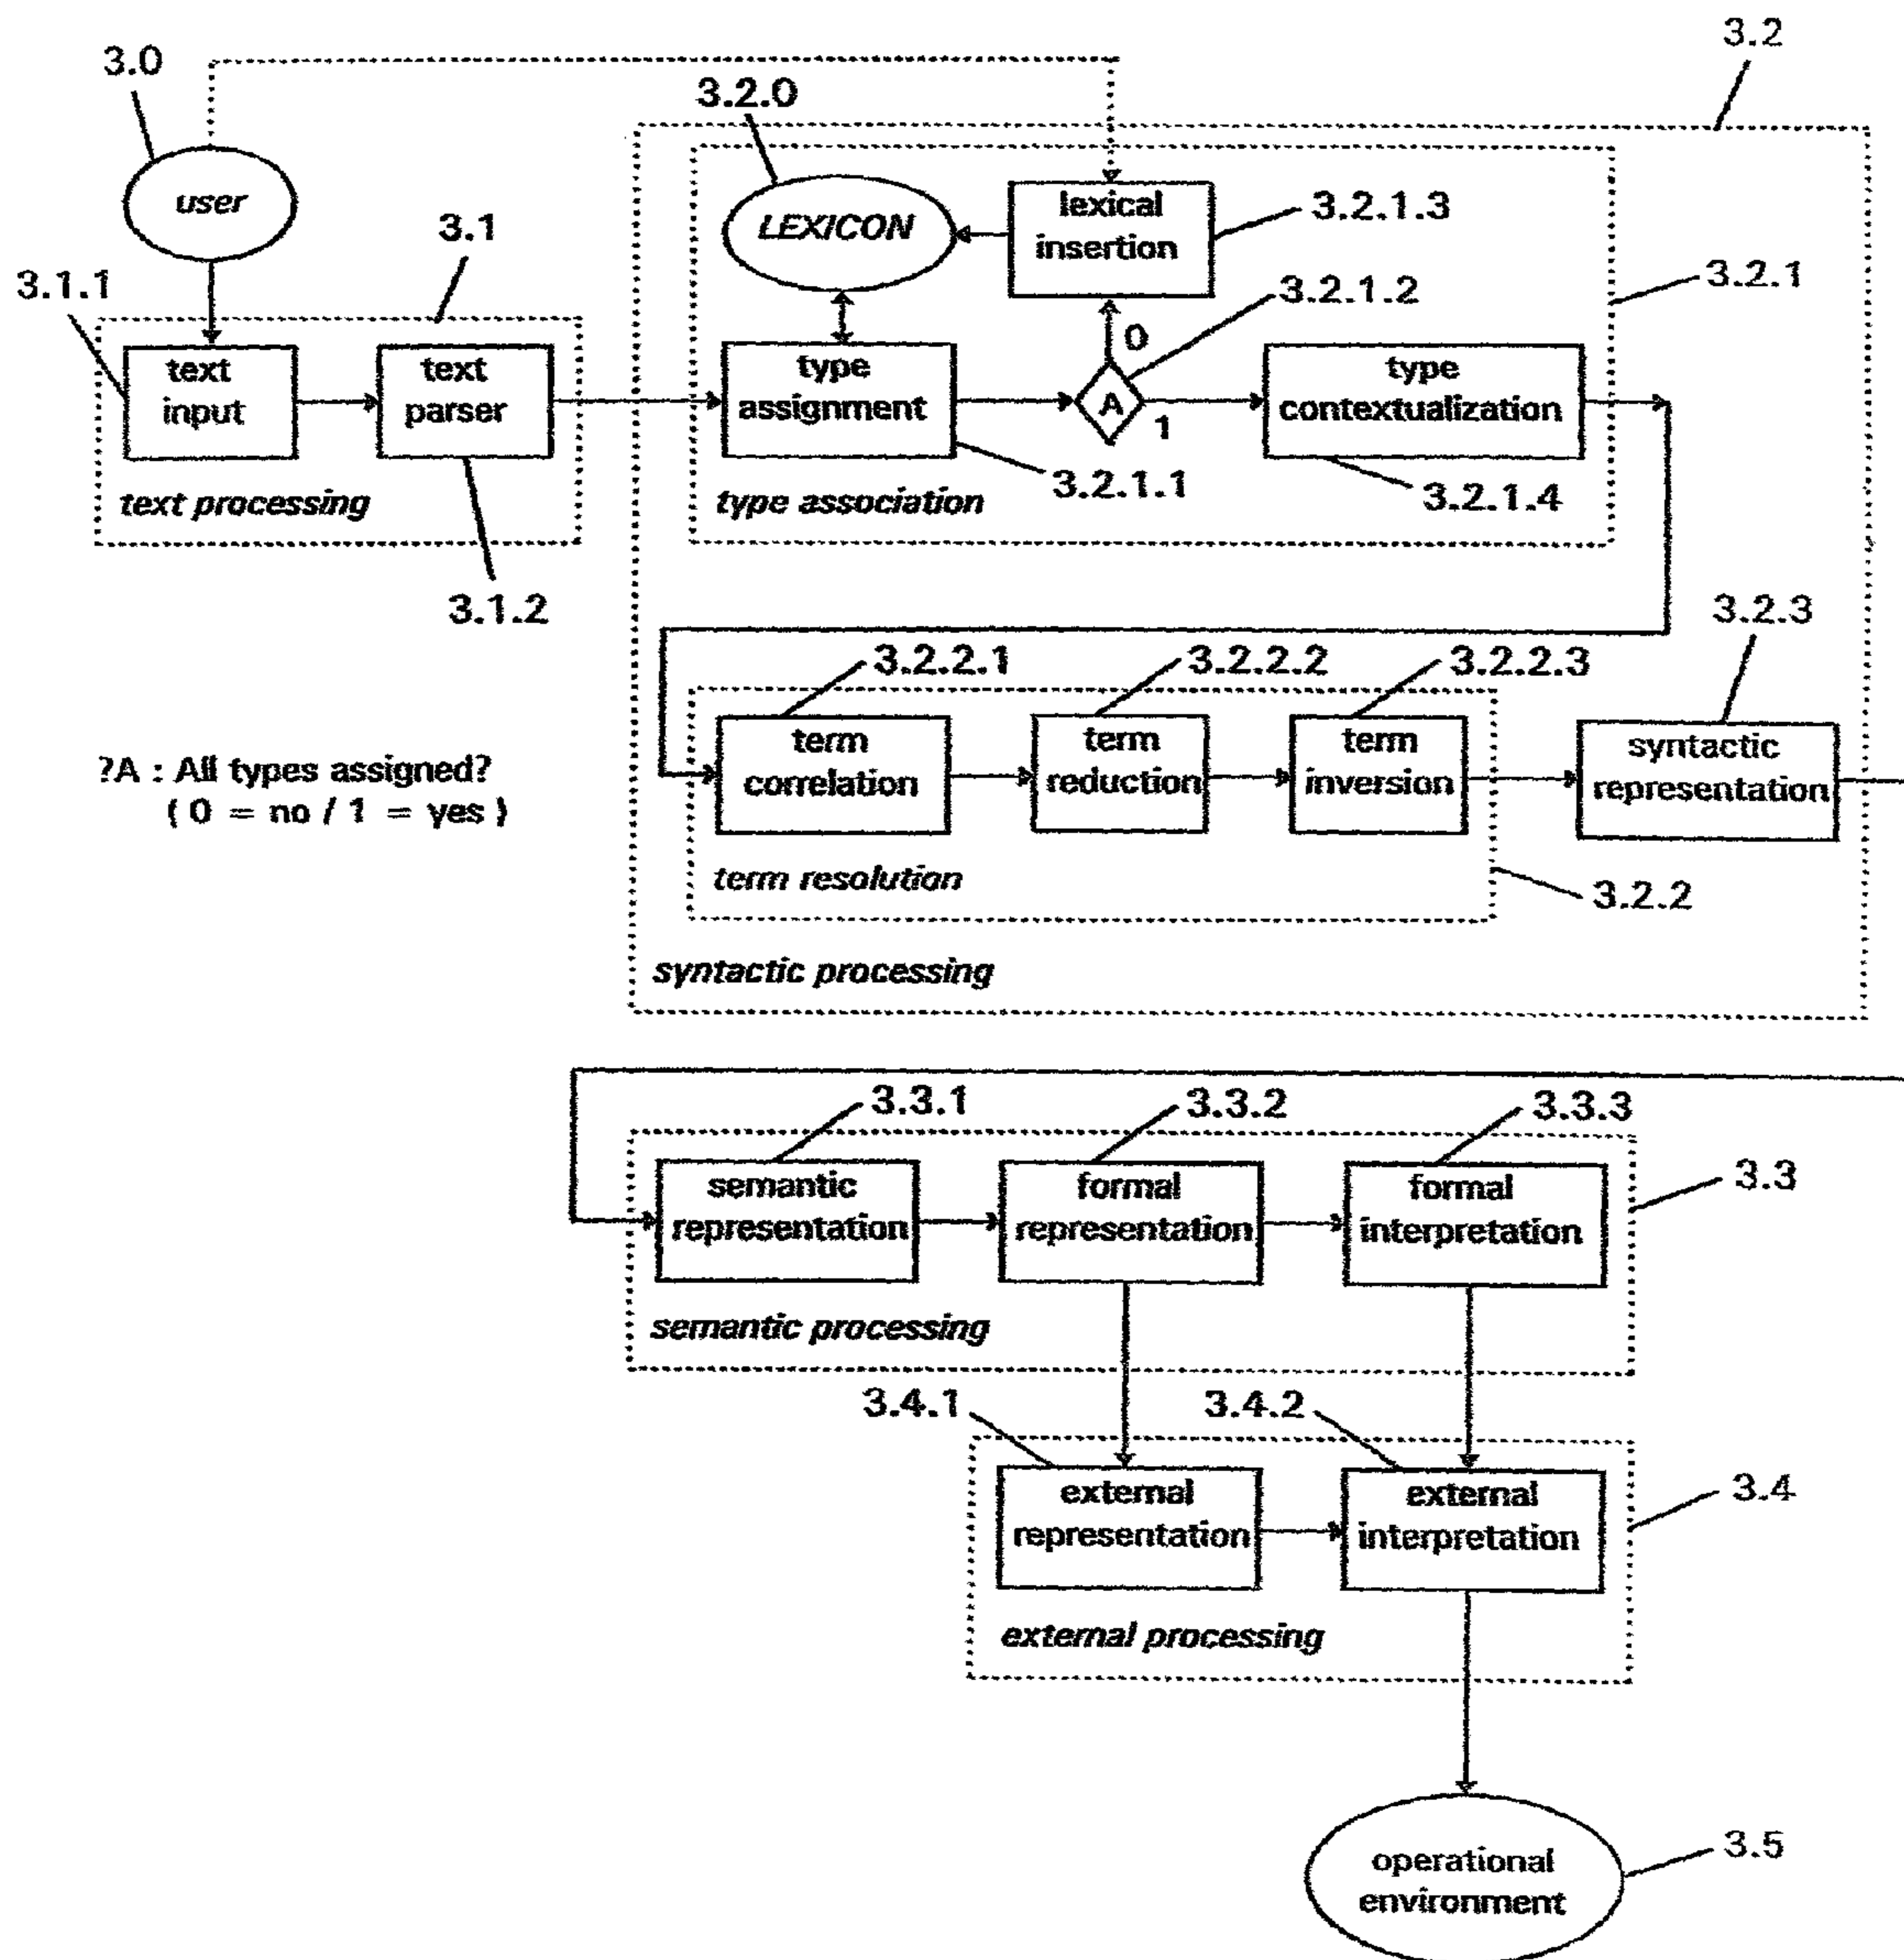 3.2
3.0
3.2.0
user
LEXICON
lexical
insertion
3.2.1.3
3.1
3.1.1
3.2.1.2
3.2.1
0
text
input
text
parser
type
assignment
A
1
type
contextualization
text processing
type association
3.2.1.1
3.2.1.4
3.1.2
3.2.3
3.2.2.1
3.2.2.2
3.2.2.3
?A : All types assigned?
( 0 = no / 1 = yes )
term
correlation
term
reduction
term
inversion
syntactic
representation
term resolution
3.2.2
syntactic processing
3.3.1
3.3.2
3.3.3
semantic
representation
formal
representation
formal
interpretation
3.3
semantic processing
3.4.1
3.4.2
external
representation
external
interpretation
3.4
external processing
operational
environment
3.5